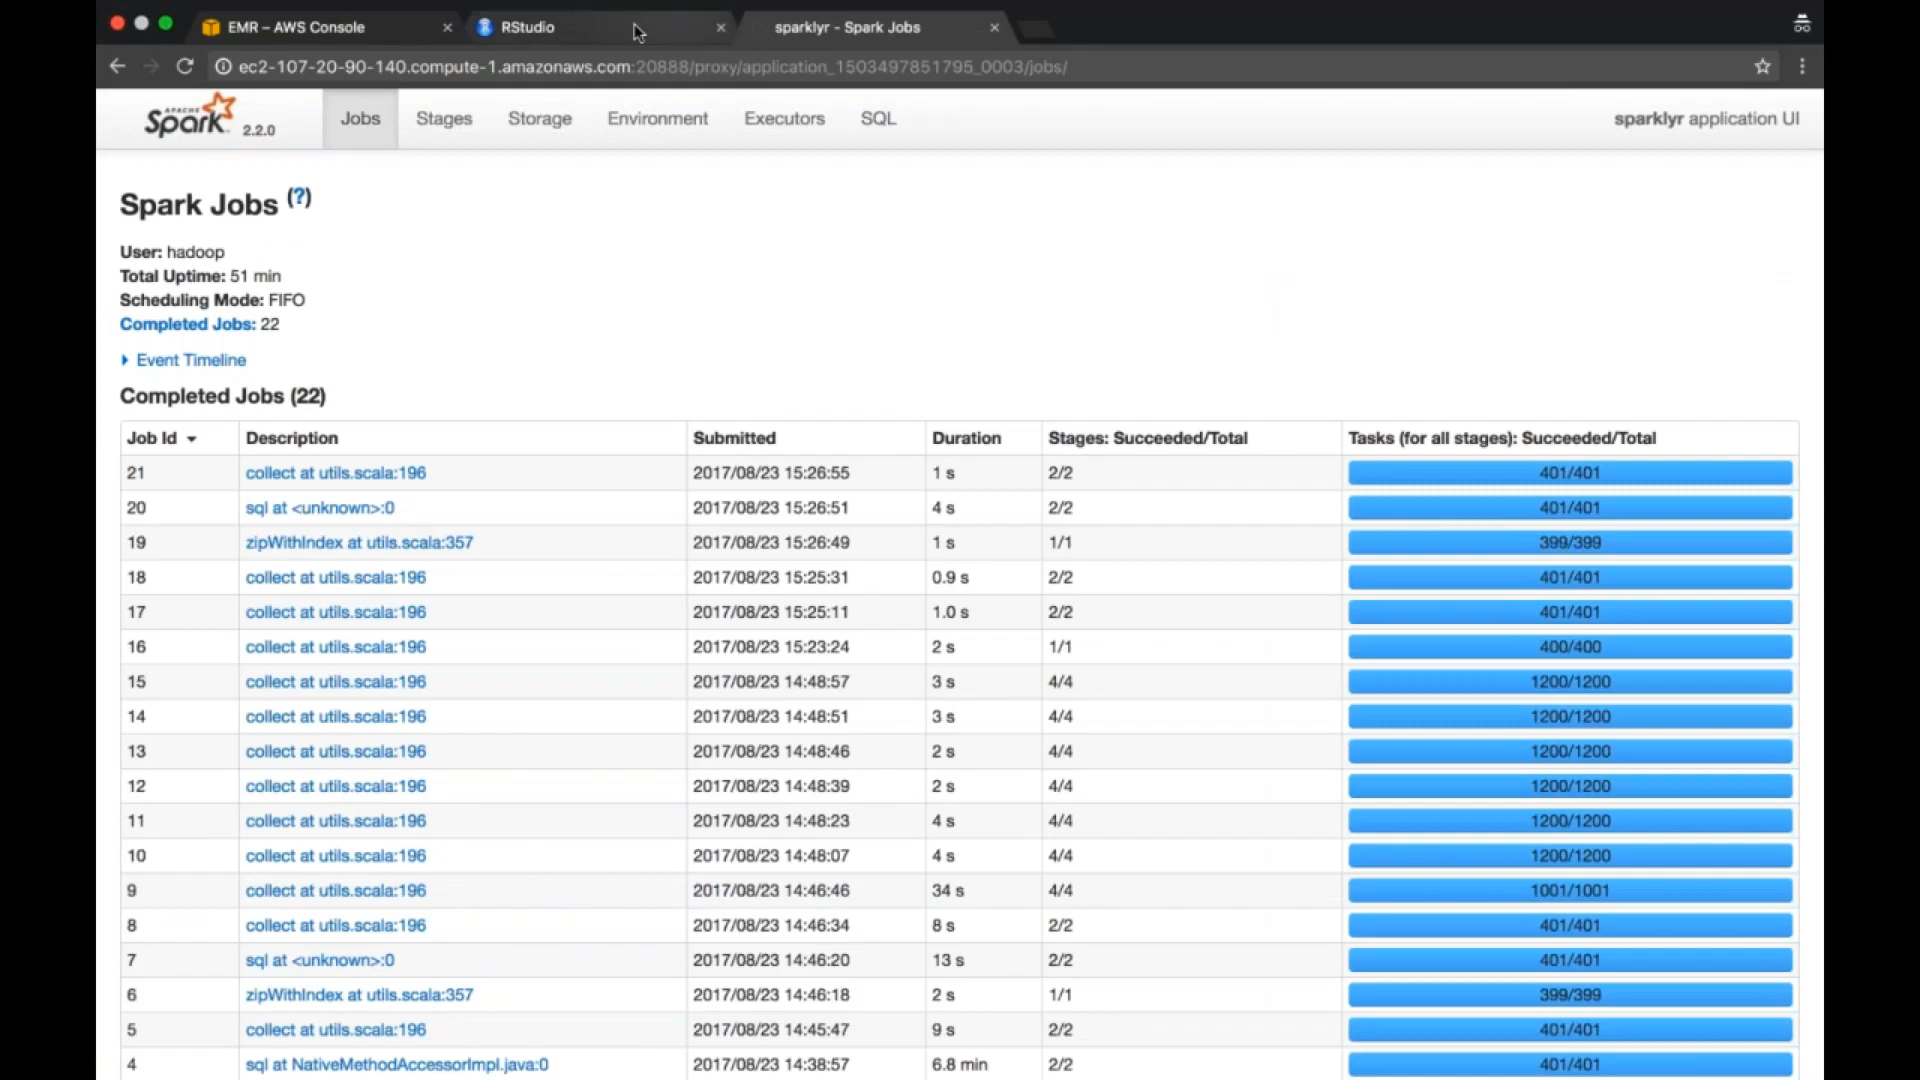 EMR – AWS Console
RStudio
sparklyr - Spark Jobs
ec2-107-20-90-140.compute-1.amazonaws.com:20888/proxy/application_1503497851795_0003/jobs/
APACHE Spark 2.2.0
Jobs
Stages
Storage
Environment
Executors
SQL
sparklyr application UI
Spark Jobs (?)
User: hadoop
Total Uptime: 51 min
Scheduling Mode: FIFO
Completed Jobs: 22
Event Timeline
Completed Jobs (22)
Job Id Description Submitted Duration Stages: Succeeded/Total Tasks (for all stages): Succeeded/Total
21 collect at utils.scala:196 2017/08/23 15:26:55 1 s 2/2 401/401
20 sql at <unknown>:0 2017/08/23 15:26:51 4 s 2/2 401/401
19 zipWithIndex at utils.scala:357 2017/08/23 15:26:49 1 s 1/1 399/399
18 collect at utils.scala:196 2017/08/23 15:25:31 0.9 s 2/2 401/401
17 collect at utils.scala:196 2017/08/23 15:25:11 1.0 s 2/2 401/401
16 collect at utils.scala:196 2017/08/23 15:23:24 2 s 1/1 400/400
15 collect at utils.scala:196 2017/08/23 14:48:57 3 s 4/4 1200/1200
14 collect at utils.scala:196 2017/08/23 14:48:51 3 s 4/4 1200/1200
13 collect at utils.scala:196 2017/08/23 14:48:46 2 s 4/4 1200/1200
12 collect at utils.scala:196 2017/08/23 14:48:39 2 s 4/4 1200/1200
11 collect at utils.scala:196 2017/08/23 14:48:23 4 s 4/4 1200/1200
10 collect at utils.scala:196 2017/08/23 14:48:07 4 s 4/4 1200/1200
9 collect at utils.scala:196 2017/08/23 14:46:46 34 s 4/4 1001/1001
8 collect at utils.scala:196 2017/08/23 14:46:34 8 s 2/2 401/401
7 sql at <unknown>:0 2017/08/23 14:46:20 13 s 2/2 401/401
6 zipWithIndex at utils.scala:357 2017/08/23 14:46:18 2 s 1/1 399/399
5 collect at utils.scala:196 2017/08/23 14:45:47 9 s 2/2 401/401
4 sql at NativeMethodAccessorImpl.java:0 2017/08/23 14:38:57 6.8 min 2/2 401/401